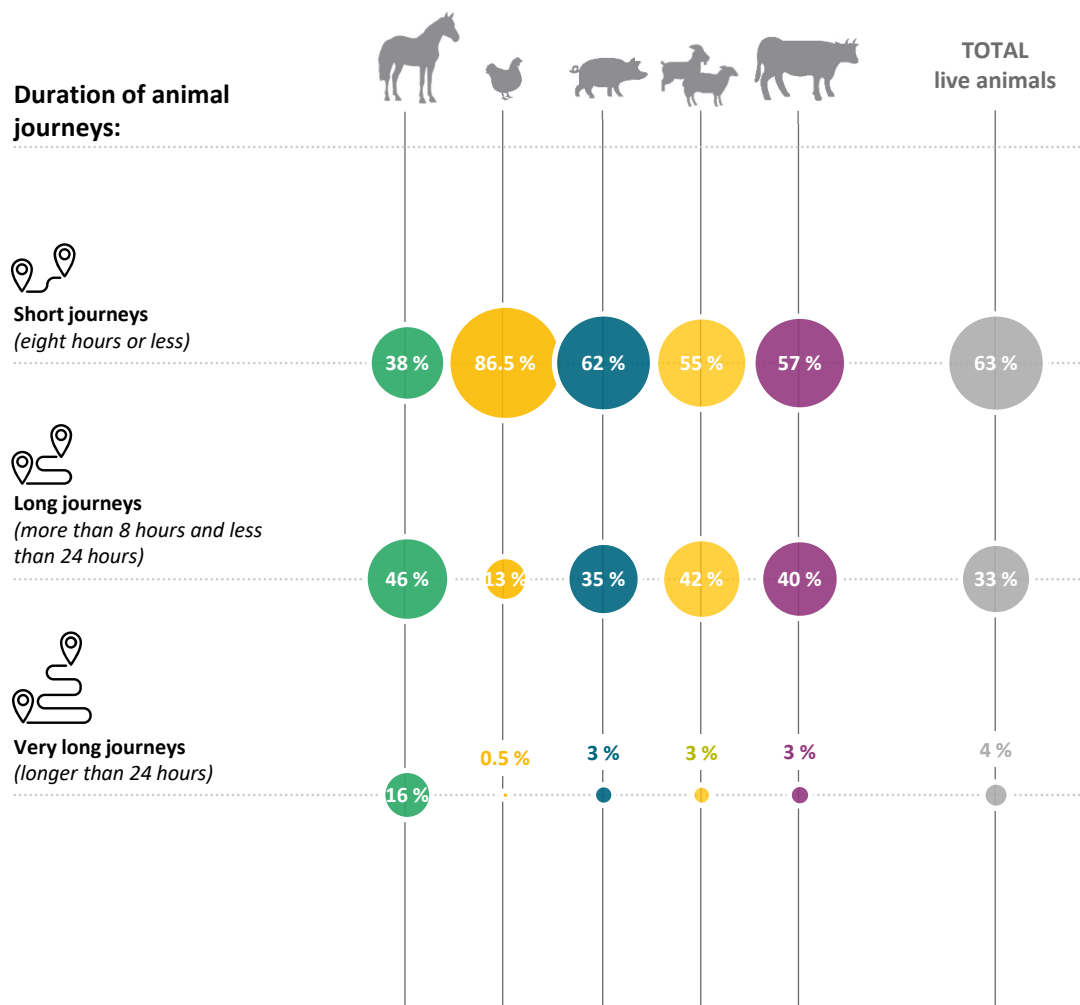 TOTAL
live animals
Duration of animal
journeys:
Short journeys
(eight hours or less)
38 %
86.5 %
62 %
55 %
57 %
63 %
Long journeys
(more than 8 hours and less
than 24 hours)
46 %
13 %
35 %
42 %
40 %
33 %
Very long journeys
(longer than 24 hours)
16 %
0.5 %
3 %
3 %
3 %
4 %